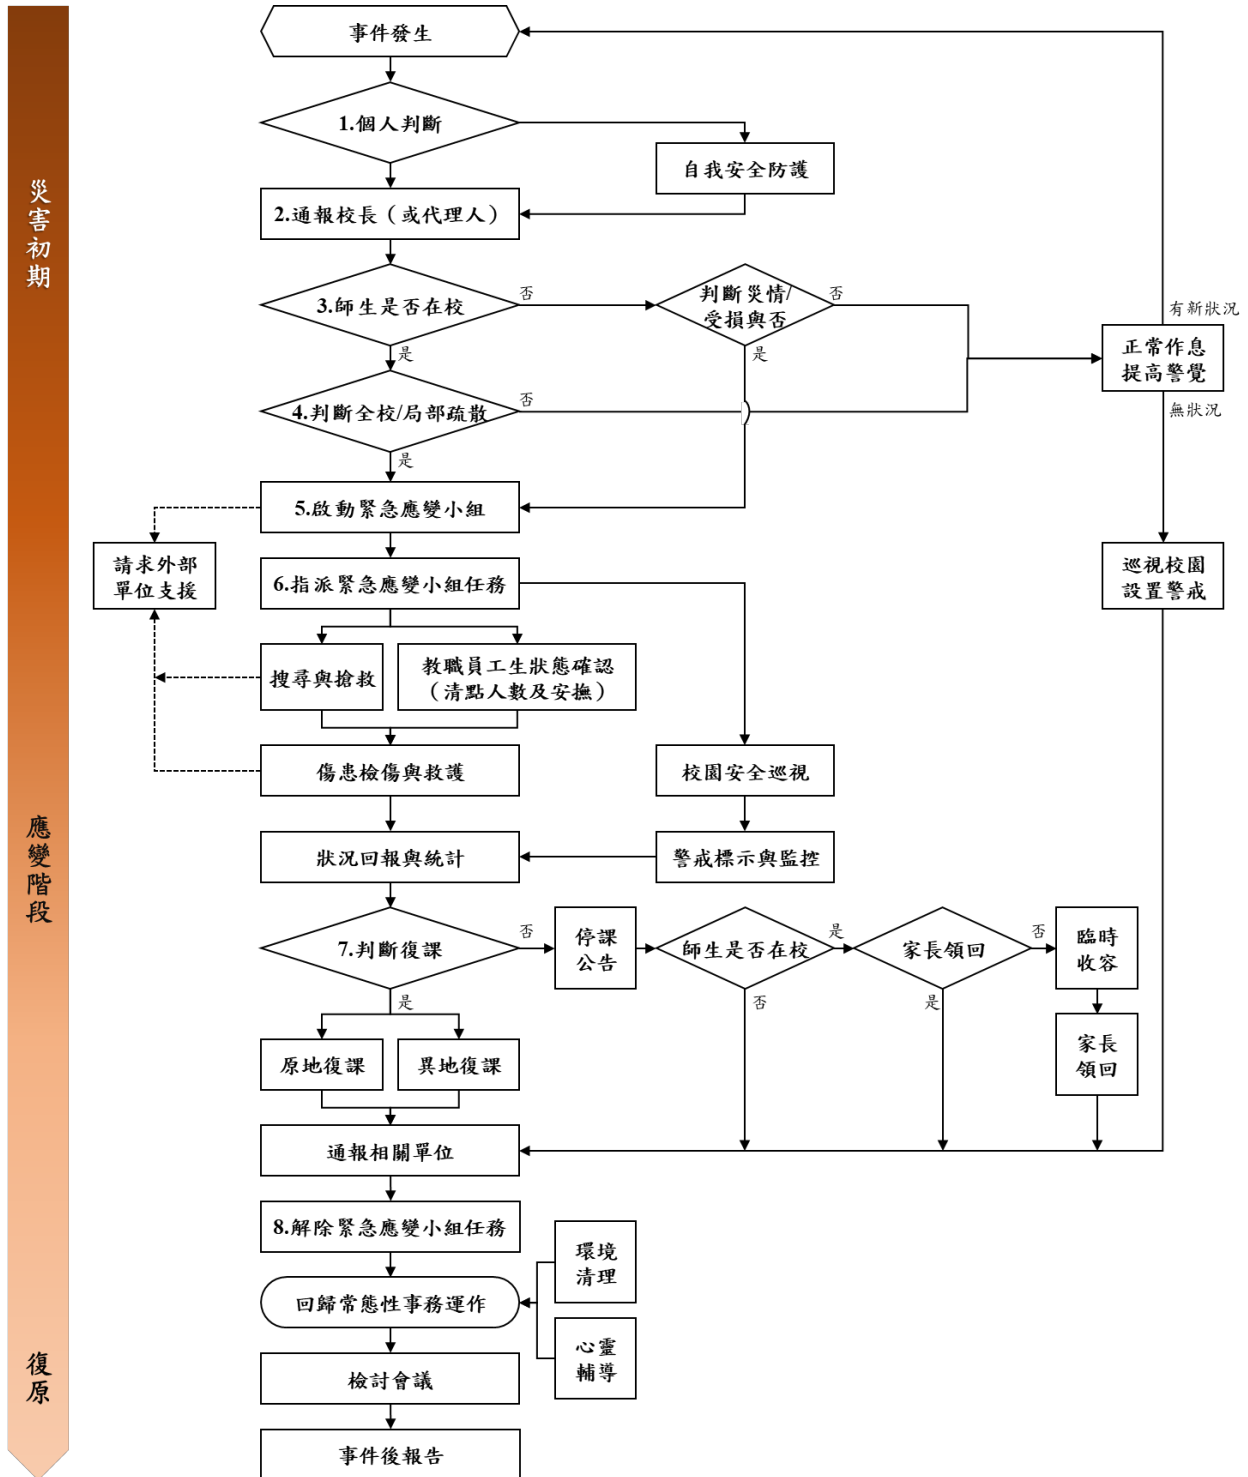 災害初期
應變階段
復原
事件發生
1.個人判斷
自我安全防護
2.通報校長（或代理人）
3.師生是否在校
否
判斷災情/
受損與否
否
有新狀況
正常作息
提高警覺
是
是
4.判斷全校/局部疏散
否
無狀況
是
5.啟動緊急應變小組
請求外部
單位支援
巡視校園
設置警戒
6.指派緊急應變小組任務
搜尋與搶救
教職員工生狀態確認
（清點人數及安撫）
傷患檢傷與救護
校園安全巡視
狀況回報與統計
警戒標示與監控
7.判斷復課
否
停課
公告
師生是否在校
是
家長領回
否
臨時
收容
是
否
是
原地復課
異地復課
家長
領回
通報相關單位
8.解除緊急應變小組任務
環境
清理
回歸常態性事務運作
心靈
輔導
檢討會議
事件後報告